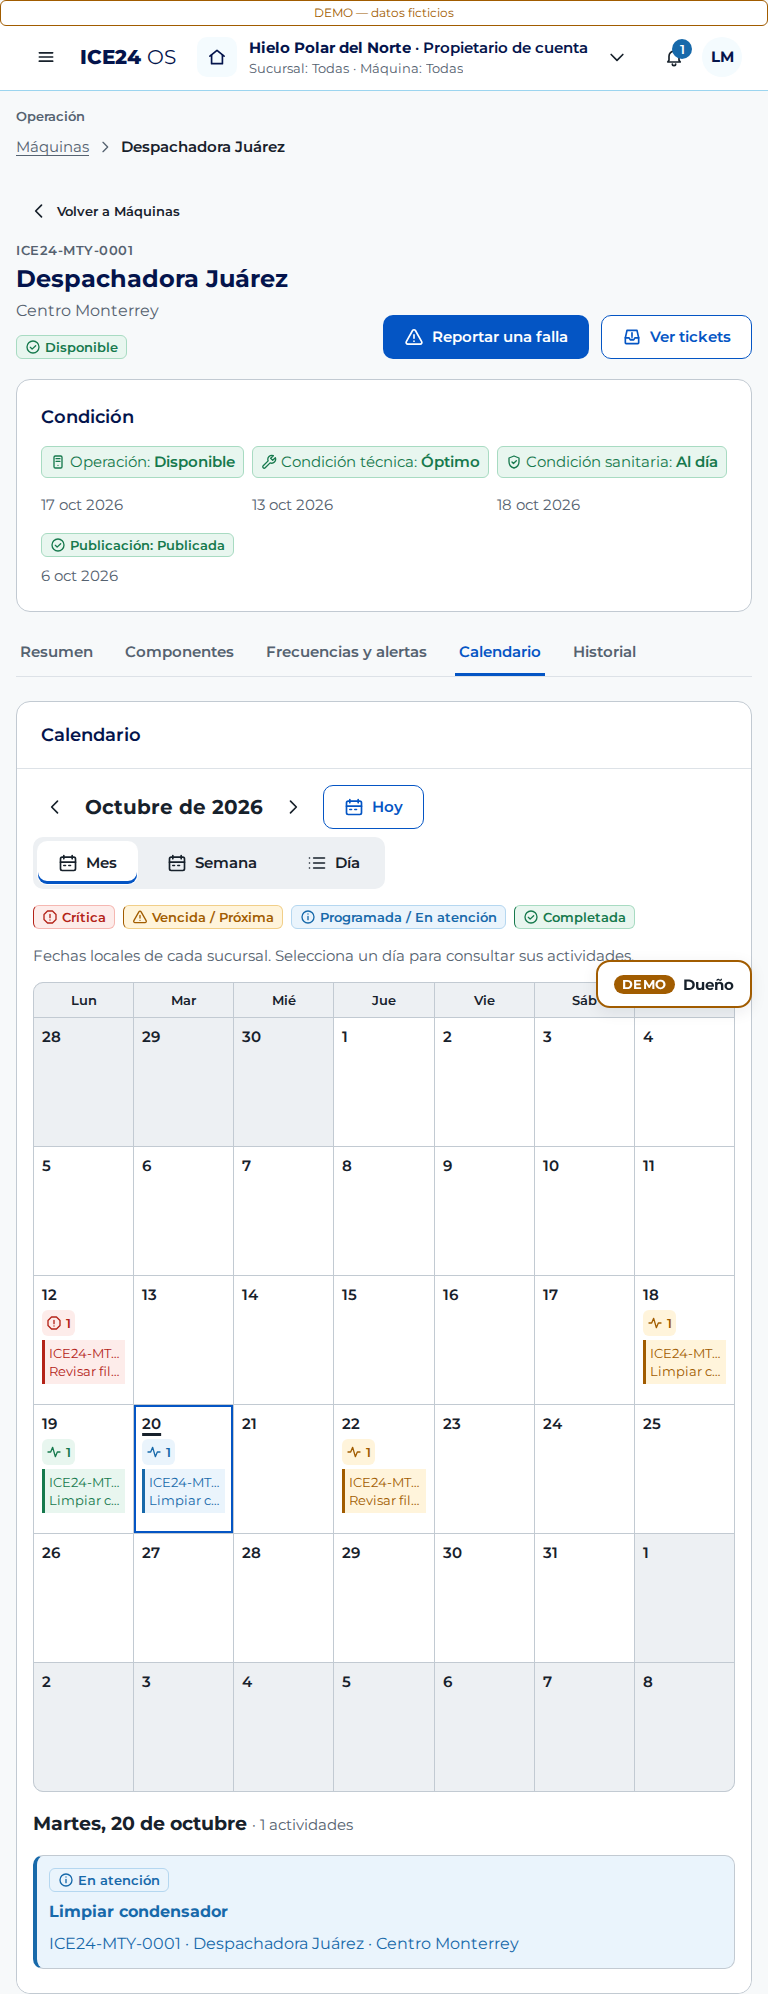 DEMO — datos ficticios
ICE24 OS
Hielo Polar del Norte · Propietario de cuenta
Sucursal: Todas · Máquina: Todas
1
LM
Operación
Máquinas > Despachadora Juárez
Volver a Máquinas
ICE24-MTY-0001
Despachadora Juárez
Centro Monterrey
Disponible
Reportar una falla
Ver tickets
Condición
Operación: Disponible
Condición técnica: Óptimo
Condición sanitaria: Al día
17 oct 2026
13 oct 2026
18 oct 2026
Publicación: Publicada
6 oct 2026
Resumen Componentes Frecuencias y alertas Calendario Historial
Calendario
Octubre de 2026
Hoy
Mes Semana Día
Crítica Vencida / Próxima Programada / En atención Completada
Fechas locales de cada sucursal. Selecciona un día para consultar sus actividades.
DEMO Dueño
Lun Mar Mié Jue Vie Sáb
28 29 30 1 2 3 4
5 6 7 8 9 10 11
12 13 14 15 16 17 18
1 1
ICE24-MT... ICE24-MT...
Revisar fil... Limpiar c...
19 20 21 22 23 24 25
1 1 1
ICE24-MT... ICE24-MT... ICE24-MT...
Limpiar c... Limpiar c... Revisar fil...
26 27 28 29 30 31 1
2 3 4 5 6 7 8
Martes, 20 de octubre · 1 actividades
En atención
Limpiar condensador
ICE24-MTY-0001 · Despachadora Juárez · Centro Monterrey